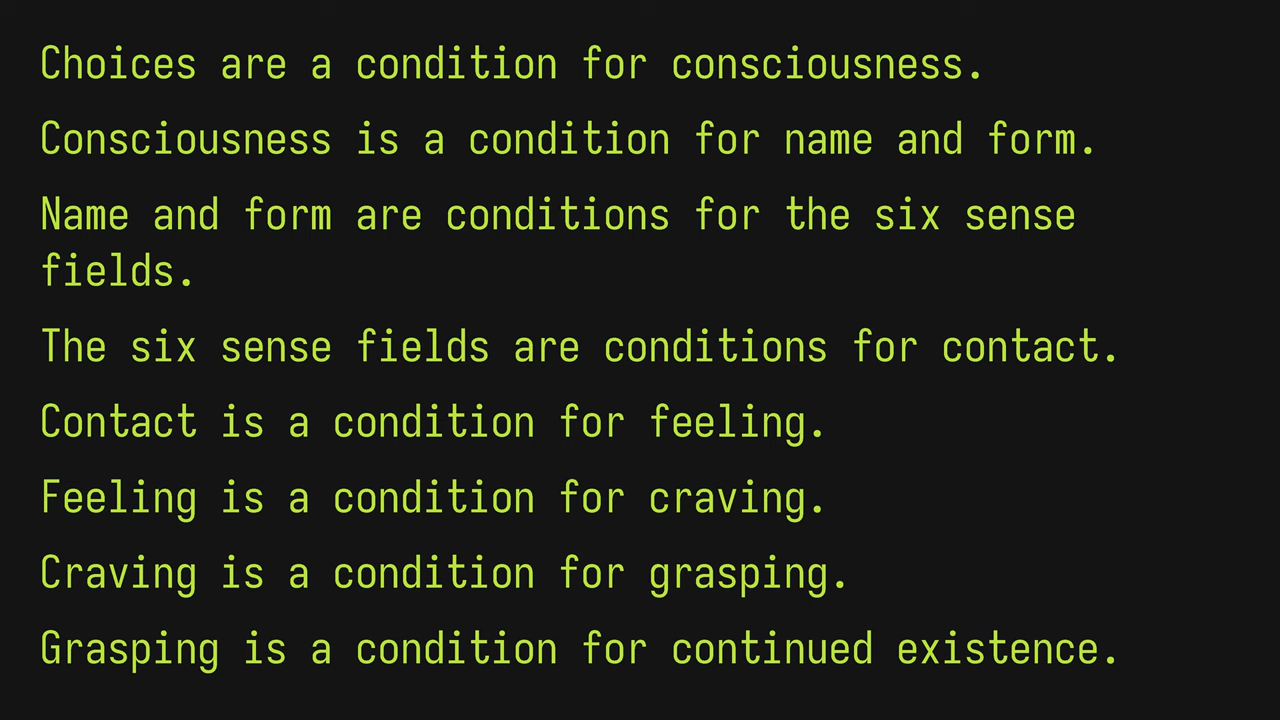 Choices are a condition for consciousness.
Consciousness is a condition for name and form.
Name and form are conditions for the six sense
fields.
The six sense fields are conditions for contact.
Contact is a condition for feeling.
Feeling is a condition for craving.
Craving is a condition for grasping.
Grasping is a condition for continued existence.